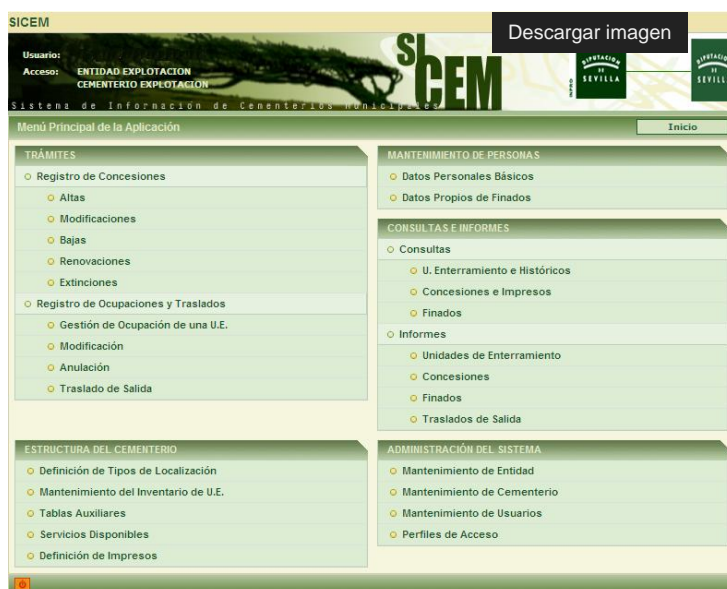 SICEM
Descargar imagen
Usuario:
Acceso: ENTIDAD EXPLOTACION
CEMENTERIO EXPLOTACION
SICEM
DIPUTACION
SEVILLA
OPAEF
DIPUTACION
DE
SEVILLA
Sistema de Información de Cementerios Municipales
Menú Principal de la Aplicación
Inicio
TRÁMITES
Registro de Concesiones
Altas
Modificaciones
Bajas
Renovaciones
Extinciones
Registro de Ocupaciones y Traslados
Gestión de Ocupación de una U.E.
Modificación
Anulación
Traslado de Salida
MANTENIMIENTO DE PERSONAS
Datos Personales Básicos
Datos Propios de Finados
CONSULTAS E INFORMES
Consultas
U. Enterramiento e Históricos
Concesiones e Impresos
Finados
Informes
Unidades de Enterramiento
Concesiones
Finados
Traslados de Salida
ESTRUCTURA DEL CEMENTERIO
Definición de Tipos de Localización
Mantenimiento del Inventario de U.E.
Tablas Auxiliares
Servicios Disponibles
Definición de Impresos
ADMINISTRACIÓN DEL SISTEMA
Mantenimiento de Entidad
Mantenimiento de Cementerio
Mantenimiento de Usuarios
Perfiles de Acceso